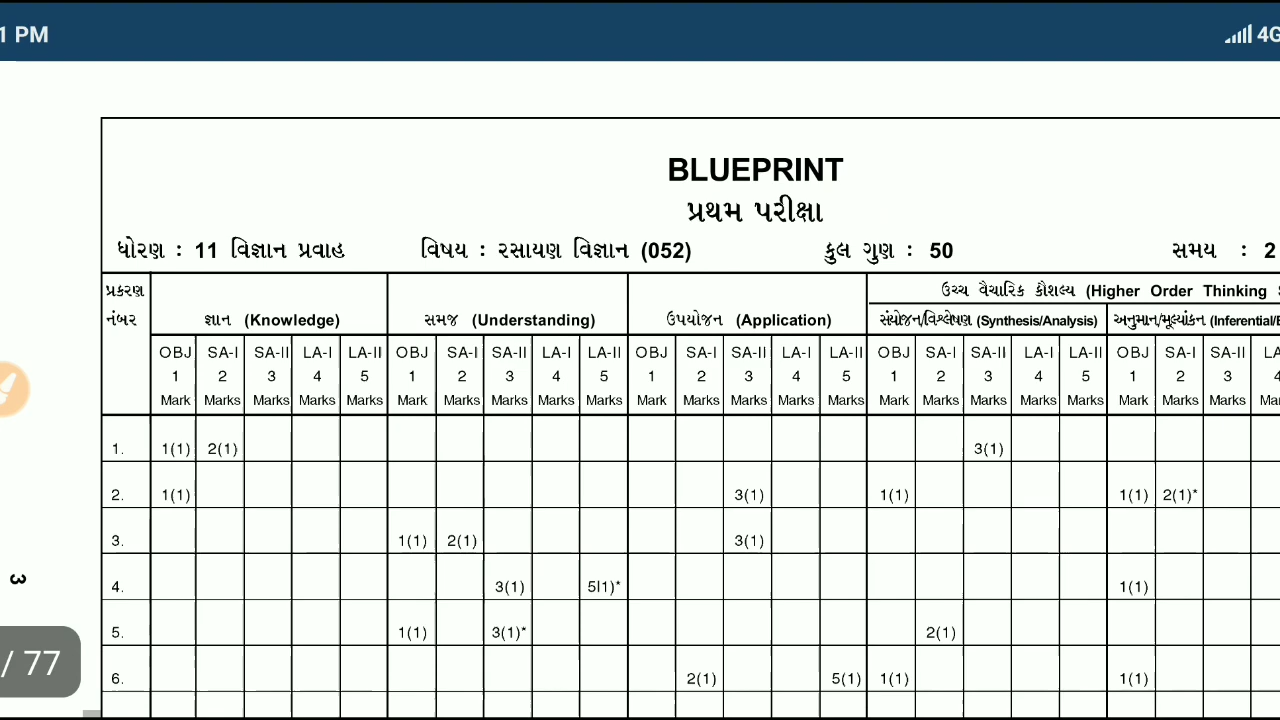 1 PM 4G
BLUEPRINT
પ્રથમ પરીક્ષા
ધોરણ : 11 વિજ્ઞાન પ્રવાહ વિષય : રસાયણ વિજ્ઞાન (052) કુલ ગુણ : 50 સમય : 2
પ્રકરણ ઉચ્ચ વૈચારિક કૌશલ્ય (Higher Order Thinking
નંબર જ્ઞાન (Knowledge) સમજ (Understanding) ઉપયોજન (Application) સંયોજન/વિશ્લેષણ (Synthesis/Analysis) અનુમાન/મૂલ્યાંકન (Inferential/
OBJ SA-I SA-II LA-I LA-II OBJ SA-I SA-II LA-I LA-II OBJ SA-I SA-II LA-I LA-II OBJ SA-I SA-II LA-I LA-II OBJ SA-I SA-II LA
1 2 3 4 5 1 2 3 4 5 1 2 3 4 5 1 2 3 4 5 1 2 3 4
Mark Marks Marks Marks Marks Mark Marks Marks Marks Marks Mark Marks Marks Marks Marks Mark Marks Marks Marks Marks Mark Marks Marks Ma
1. 1(1) 2(1) 3(1)
2. 1(1) 3(1) 1(1) 1(1) 2(1)*
3. 1(1) 2(1) 3(1)
4. 3(1) 5(1)* 1(1)
5. 1(1) 3(1)* 2(1)
6. 2(1) 5(1) 1(1) 1(1)
૩
/ 77